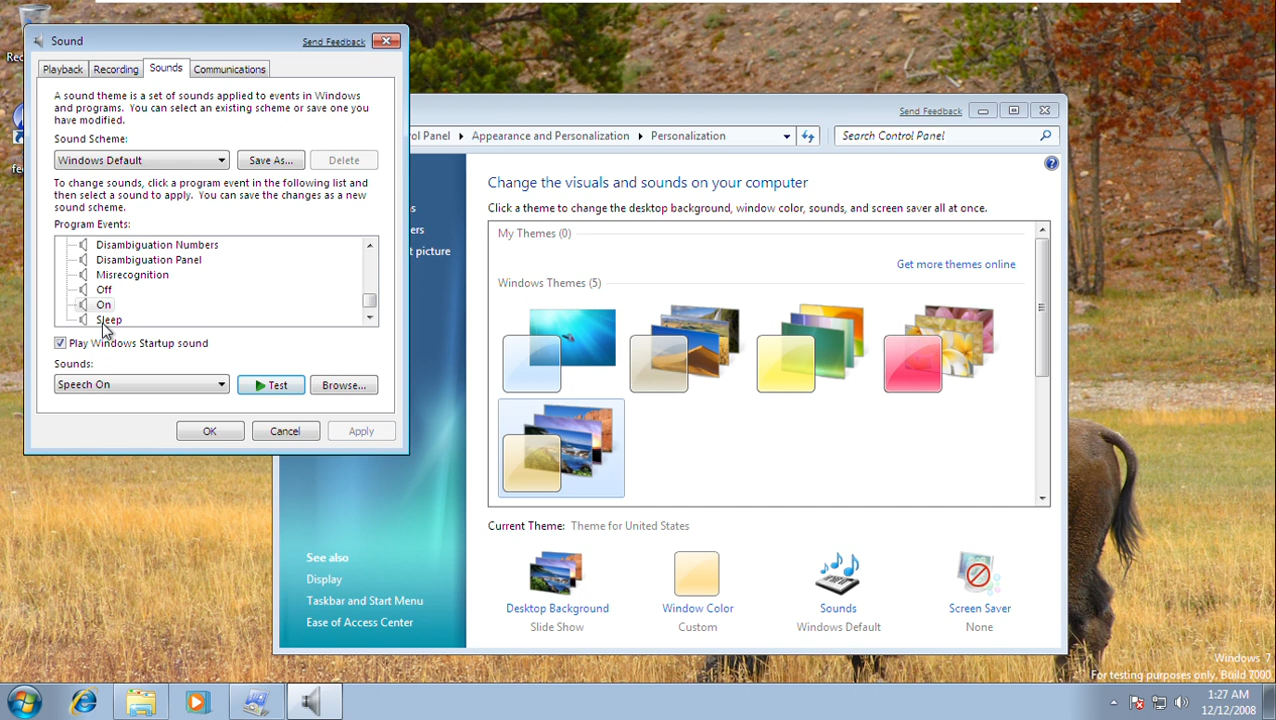 Rec
fe
Sound
Send Feedback
Playback
Recording
Sounds
Communications
A sound theme is a set of sounds applied to events in Windows
and programs. You can select an existing scheme or save one you
have modified.
Sound Scheme:
Windows Default
Save As...
Delete
To change sounds, click a program event in the following list and
then select a sound to apply. You can save the changes as a new
sound scheme.
Program Events:
Disambiguation Numbers
Disambiguation Panel
Misrecognition
Off
On
Sleep
Play Windows Startup sound
Sounds:
Speech On
Test
Browse...
OK
Cancel
Apply
Send Feedback
ol Panel
Appearance and Personalization
Personalization
Search Control Panel
s
ers
t picture
Change the visuals and sounds on your computer
Click a theme to change the desktop background, window color, sounds, and screen saver all at once.
My Themes (0)
Get more themes online
Windows Themes (5)
Current Theme: Theme for United States
Desktop Background
Slide Show
Window Color
Custom
Sounds
Windows Default
Screen Saver
None
See also
Display
Taskbar and Start Menu
Ease of Access Center
Windows 7
For testing purposes only. Build 7000
1:27 AM
12/12/2008